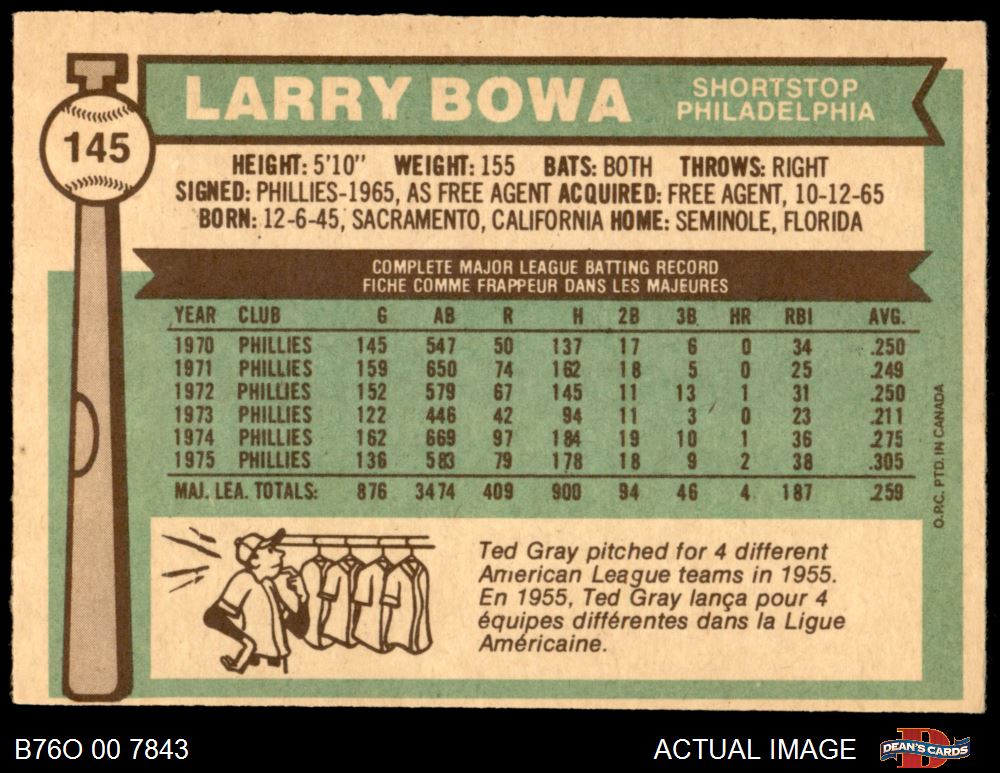 LARRY BOWA
SHORTSTOP
PHILADELPHIA
145
HEIGHT: 5'10" WEIGHT: 155 BATS: BOTH THROWS: RIGHT
SIGNED: PHILLIES-1965, AS FREE AGENT ACQUIRED: FREE AGENT, 10-12-65
BORN: 12-6-45, SACRAMENTO, CALIFORNIA HOME: SEMINOLE, FLORIDA
COMPLETE MAJOR LEAGUE BATTING RECORD
FICHE COMME FRAPPEUR DANS LES MAJEURES
YEAR CLUB G AB R H 2B 3B HR RBI AVG.
1970 PHILLIES 145 547 50 137 17 6 0 34 .250
1971 PHILLIES 159 650 74 162 18 5 0 25 .249
1972 PHILLIES 152 579 67 145 11 13 1 31 .250
1973 PHILLIES 122 446 42 94 11 3 0 23 .211
1974 PHILLIES 162 669 97 184 19 10 1 36 .275
1975 PHILLIES 136 583 79 178 18 9 2 38 .305
MAJ. LEA. TOTALS: 876 3474 409 900 94 46 4 187 .259
O.P.C. PTD. IN CANADA
Ted Gray pitched for 4 different
American League teams in 1955.
En 1955, Ted Gray lança pour 4
équipes différentes dans la Ligue
Américaine.
B76O 00 7843
ACTUAL IMAGE
DEAN'S CARDS